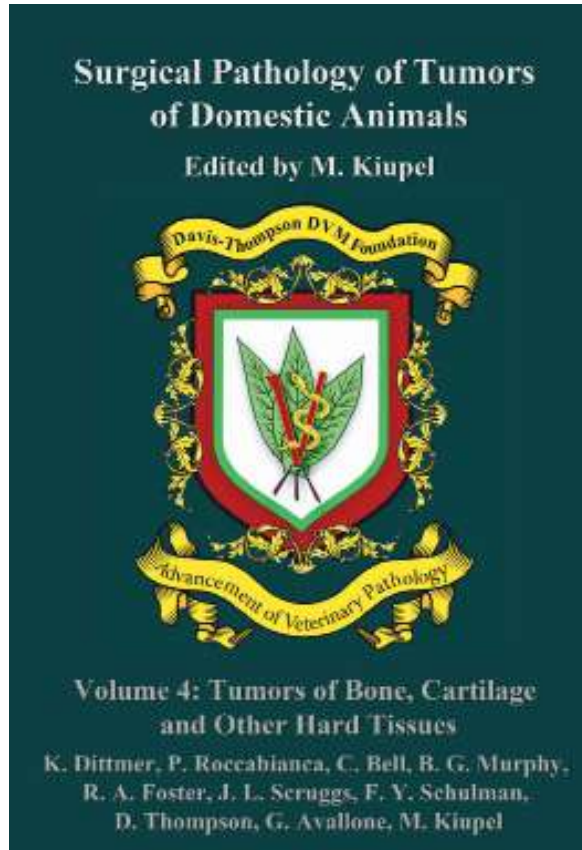 Surgical Pathology of Tumors
of Domestic Animals
Edited by M. Kiupel
Davis-Thompson DVM Foundation
Advancement of Veterinary Pathology
Volume 4: Tumors of Bone, Cartilage
and Other Hard Tissues
K. Dittmer, P. Roccabianca, C. Bell, B. G. Murphy,
R. A. Foster, J. L. Scruggs, F. Y. Schulman,
D. Thompson, G. Avallone, M. Kiupel